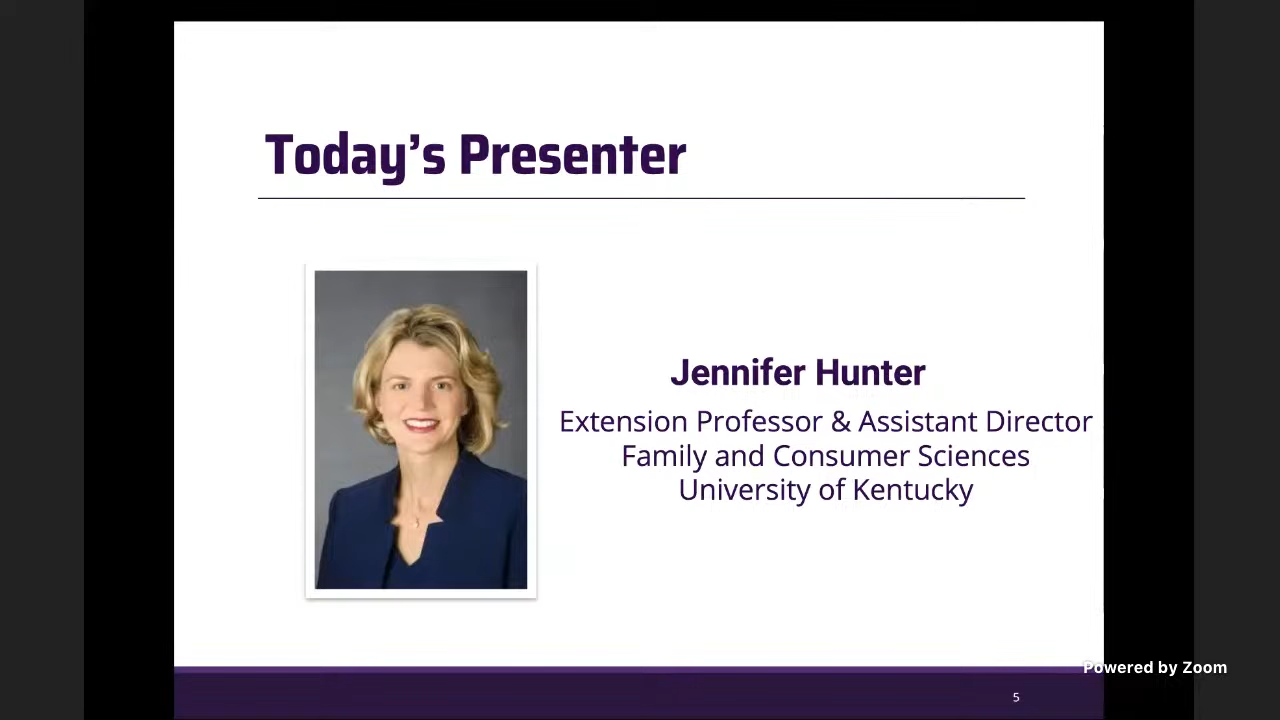 Today’s Presenter
Jennifer Hunter
Extension Professor & Assistant Director
Family and Consumer Sciences
University of Kentucky
Powered by Zoom
5